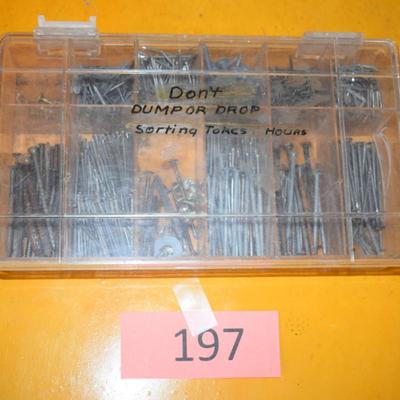 Don't
DUMP OR DROP
Sorting Takes HOURS
197